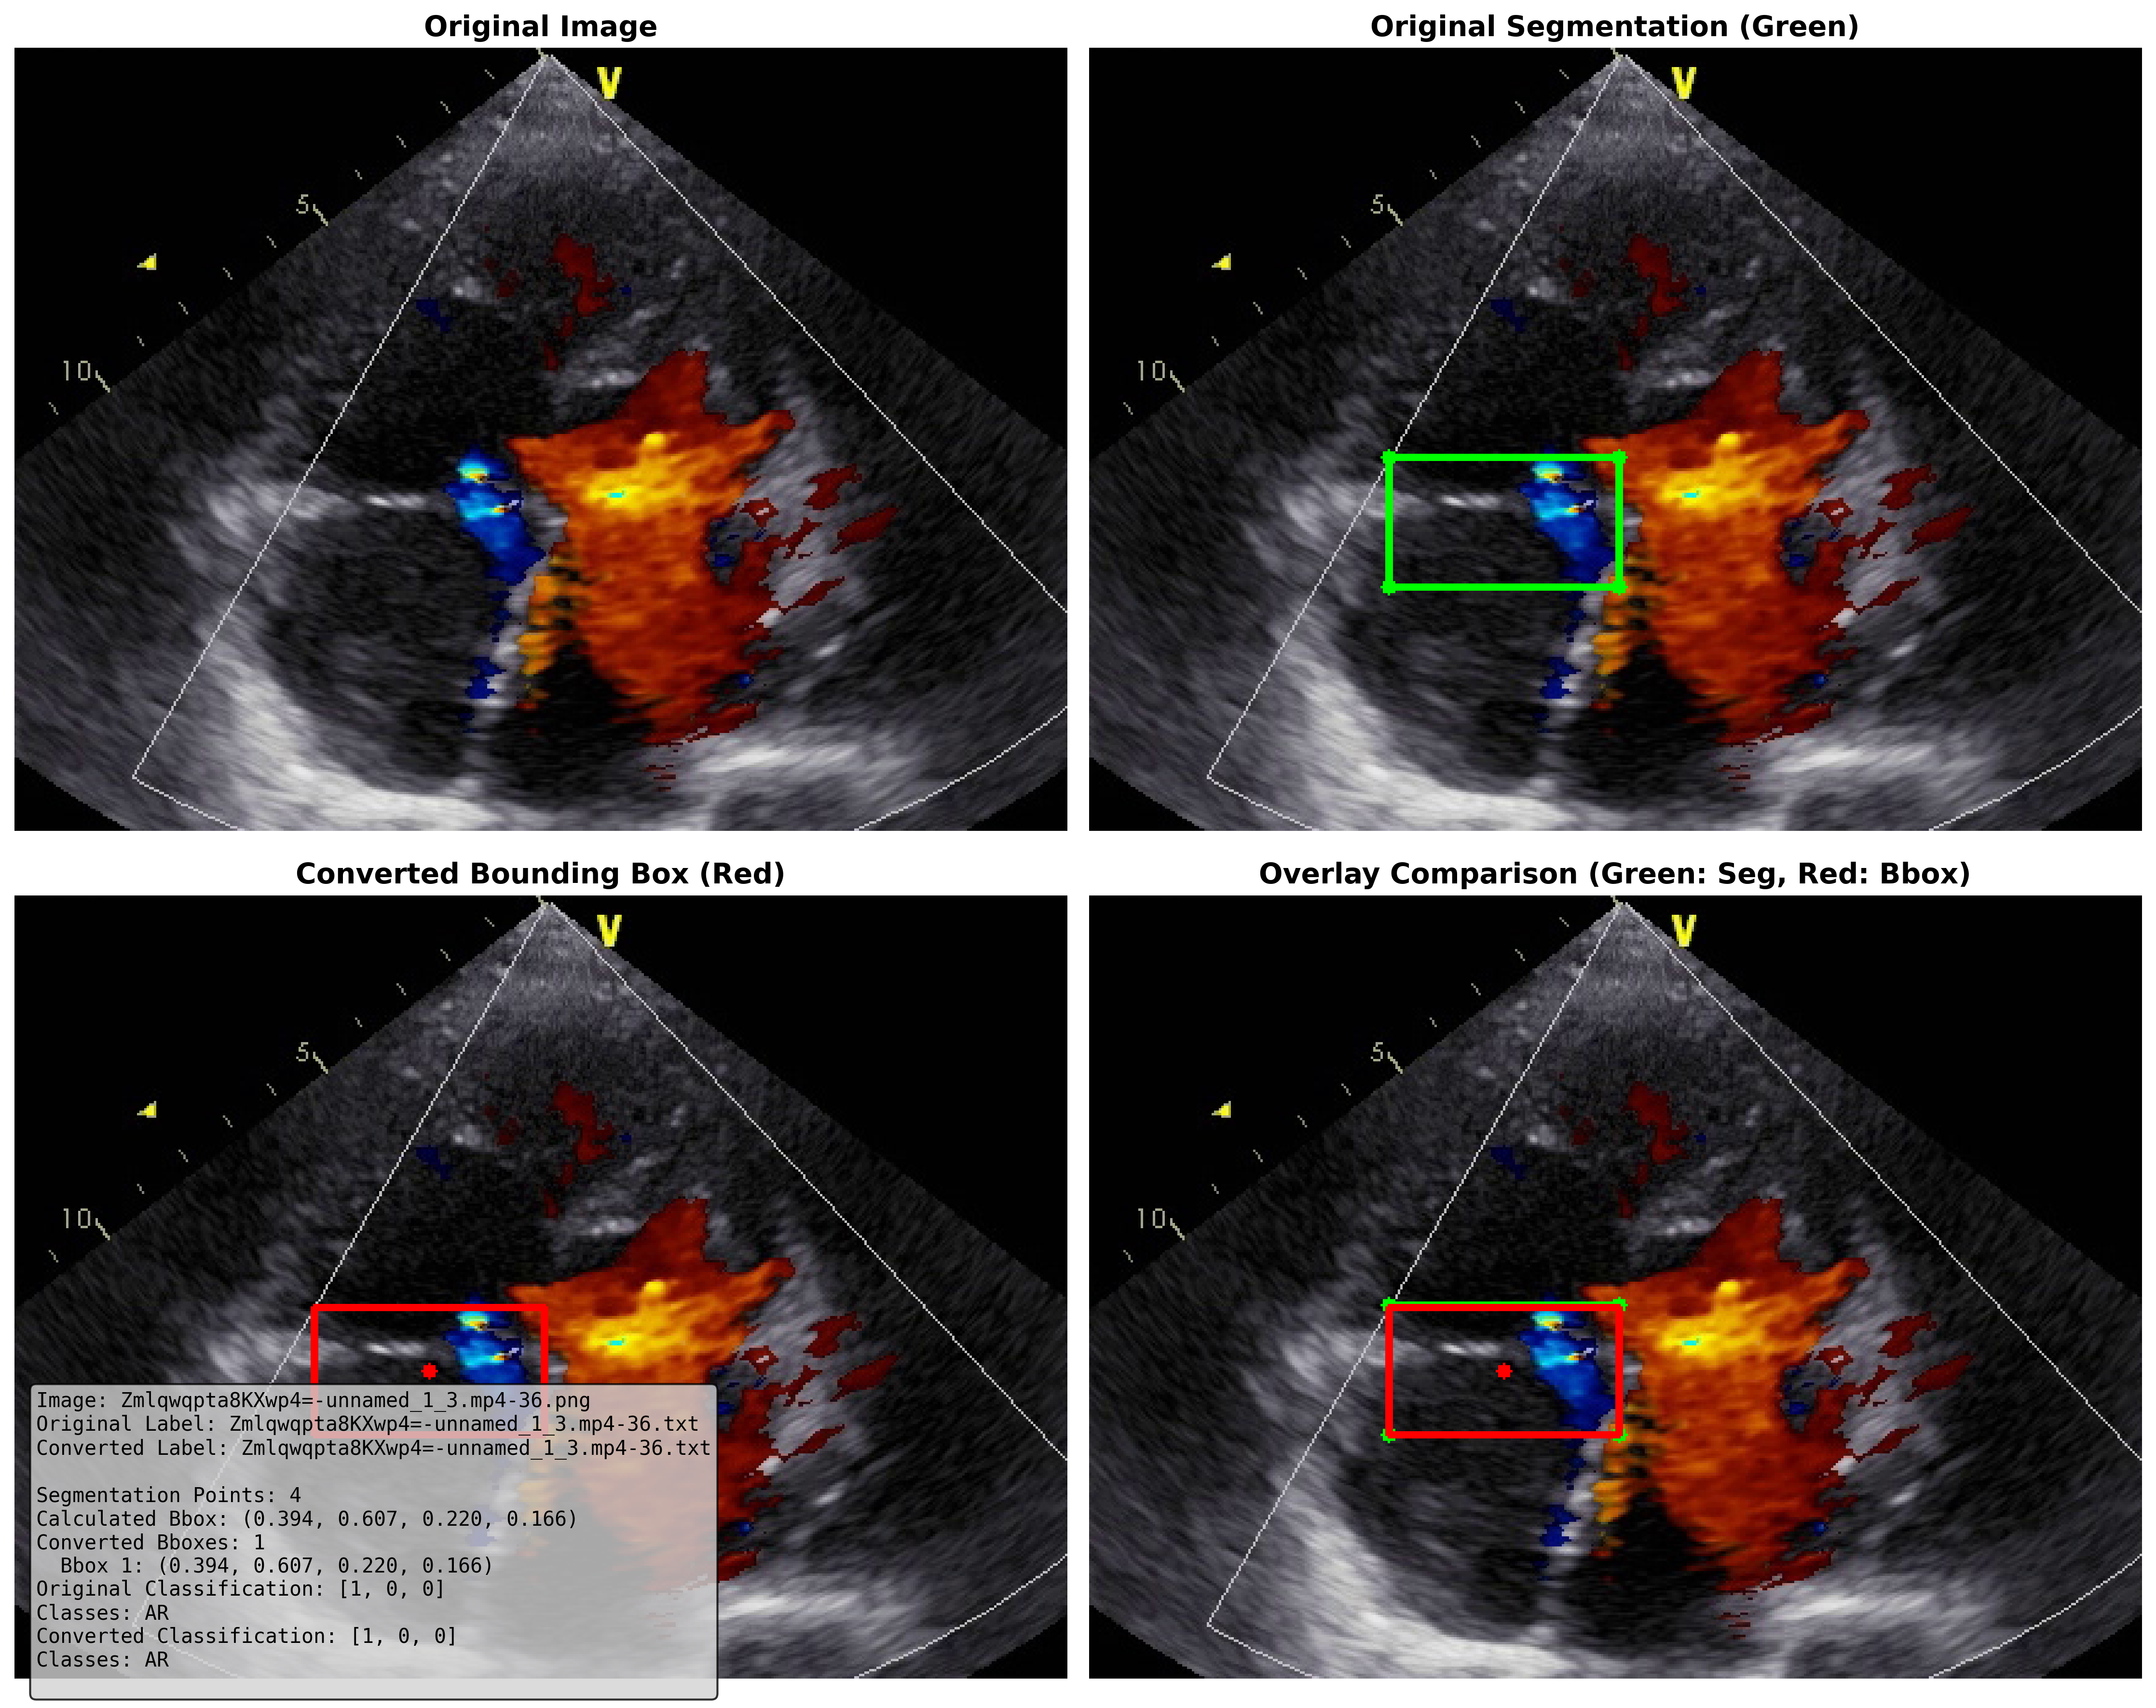 Original Image
Original Segmentation (Green)
V
5
10
V
5
10
Converted Bounding Box (Red)
Overlay Comparison (Green: Seg, Red: Bbox)
V
5
10
V
5
10
Image: Zmlqwqpta8KXwp4=-unnamed_1_3.mp4-36.png
Original Label: Zmlqwqpta8KXwp4=-unnamed_1_3.mp4-36.txt
Converted Label: Zmlqwqpta8KXwp4=-unnamed_1_3.mp4-36.txt
Segmentation Points: 4
Calculated Bbox: (0.394, 0.607, 0.220, 0.166)
Converted Bboxes: 1
Bbox 1: (0.394, 0.607, 0.220, 0.166)
Original Classification: [1, 0, 0]
Classes: AR
Converted Classification: [1, 0, 0]
Classes: AR